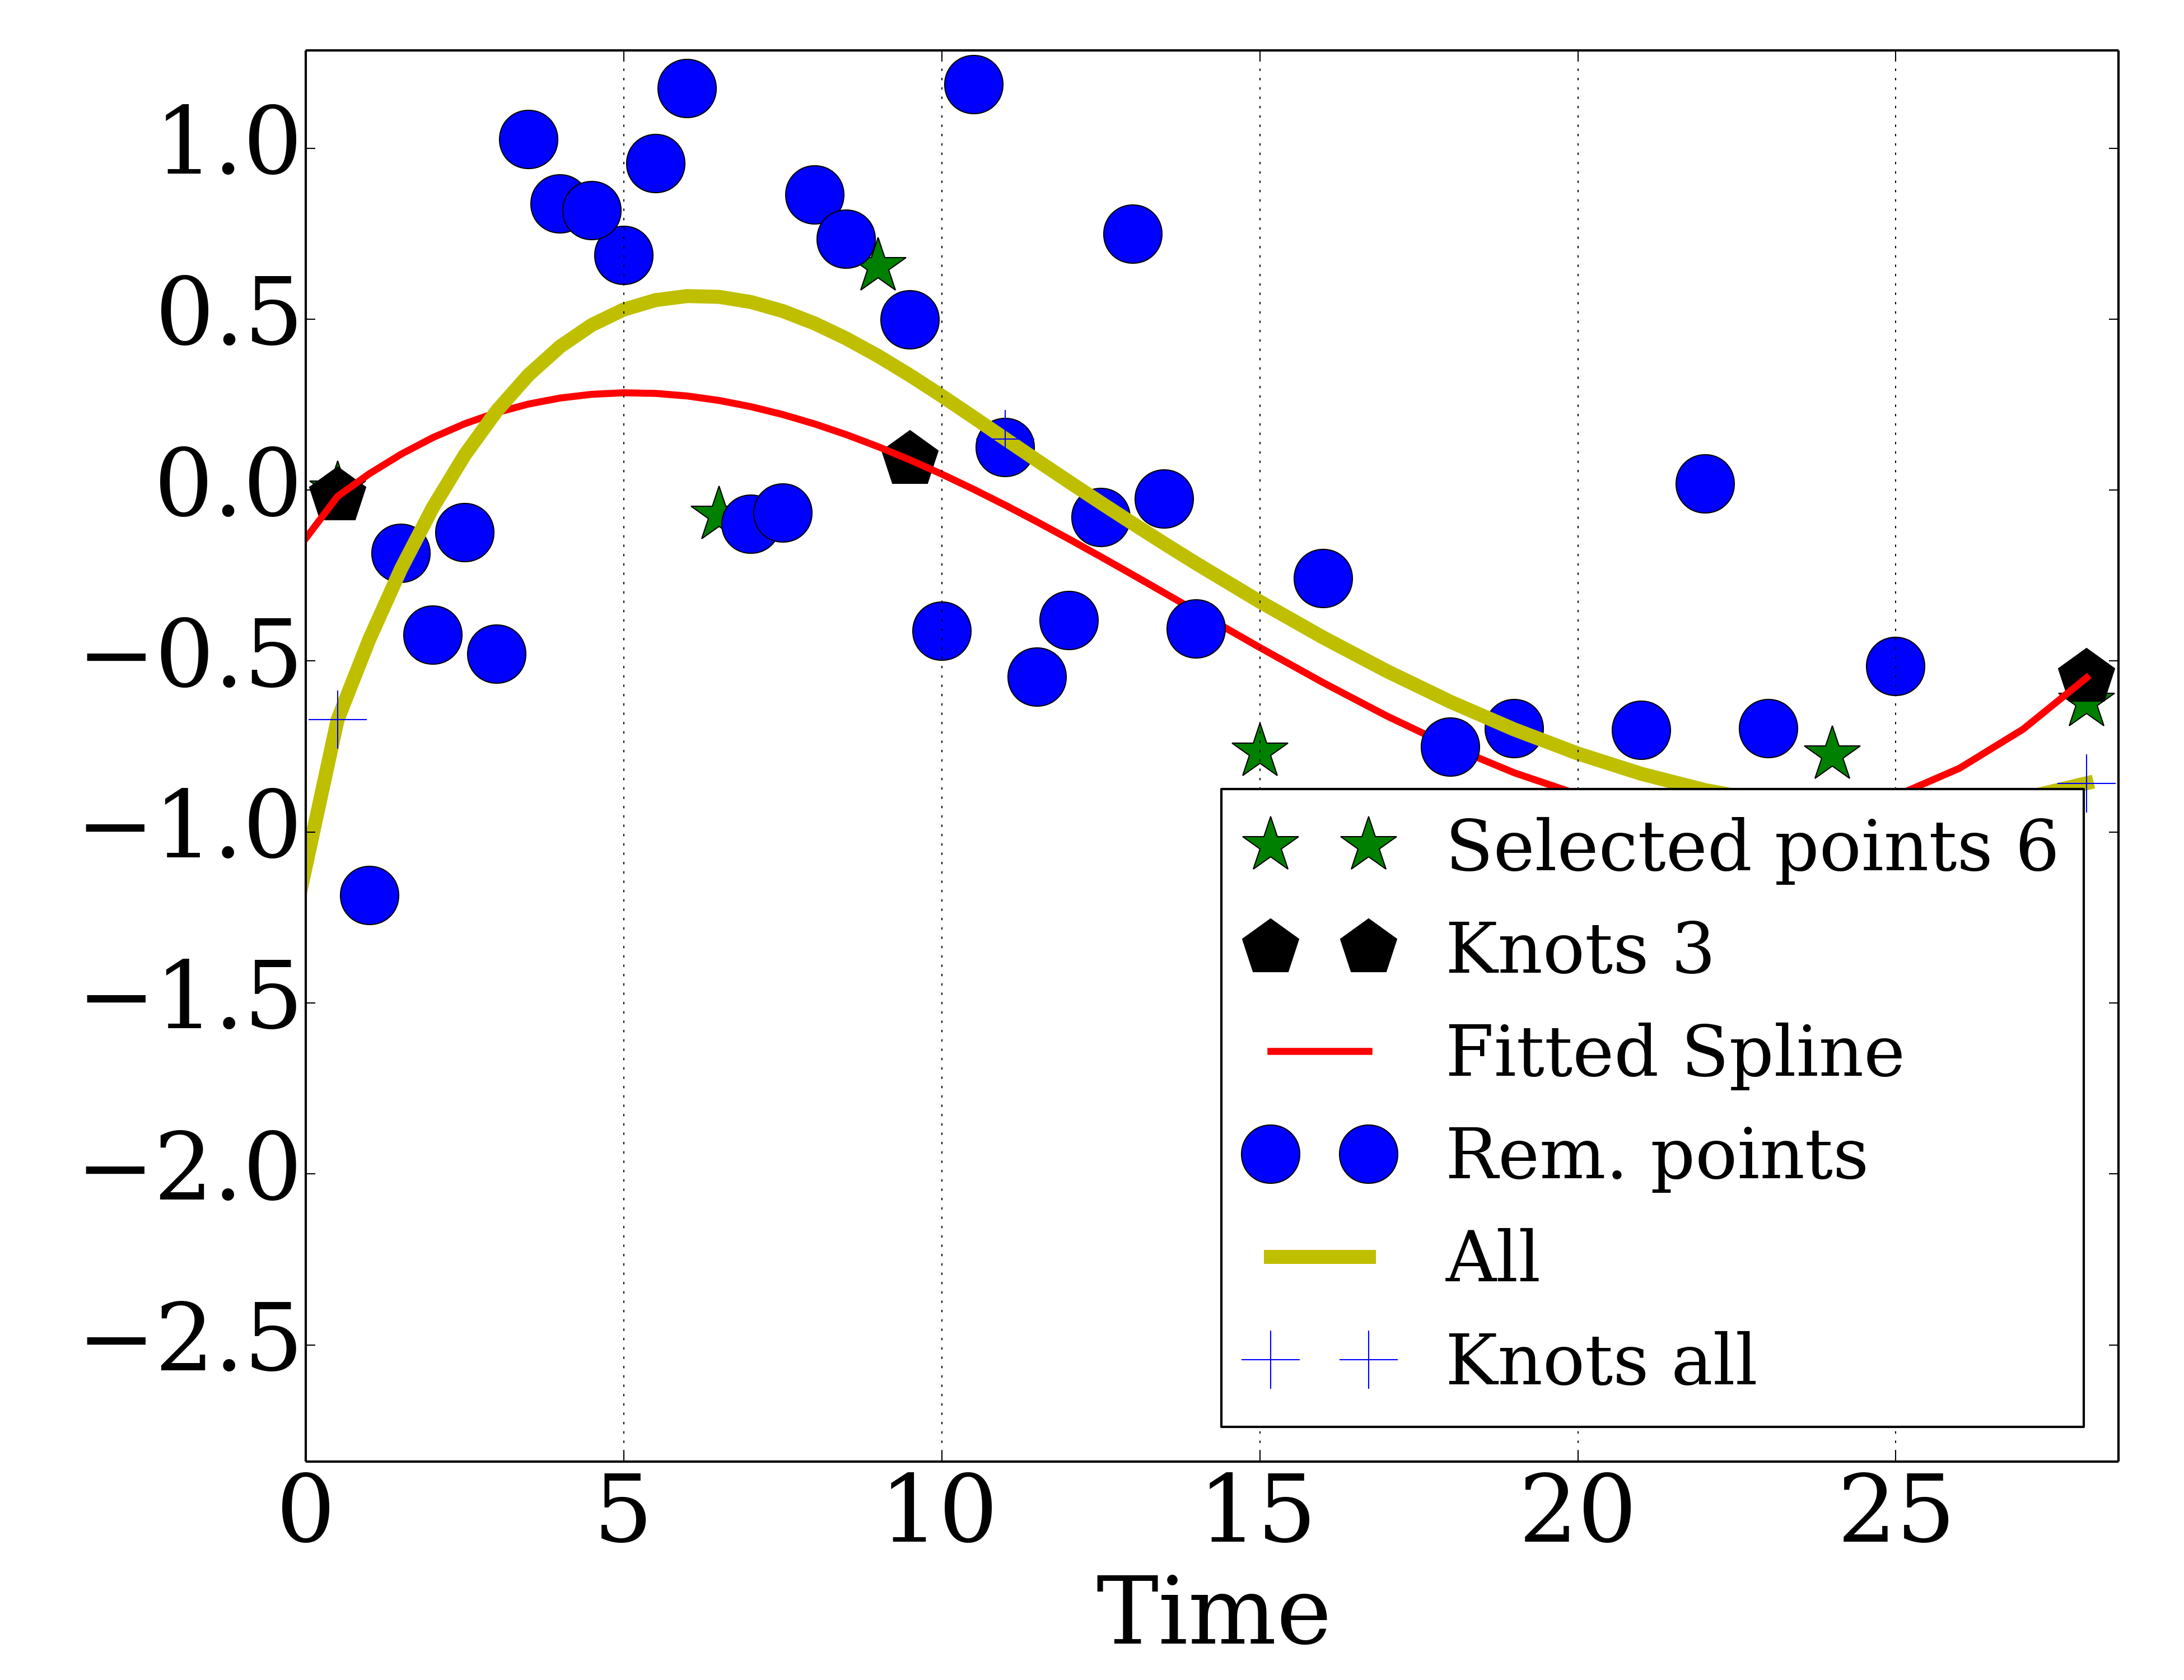 1.0
0.5
0.0
−0.5
−1.0
−1.5
−2.0
−2.5
Selected points 6
Knots 3
Fitted Spline
Rem. points
All
Knots all
0 5 10 15 20 25
Time